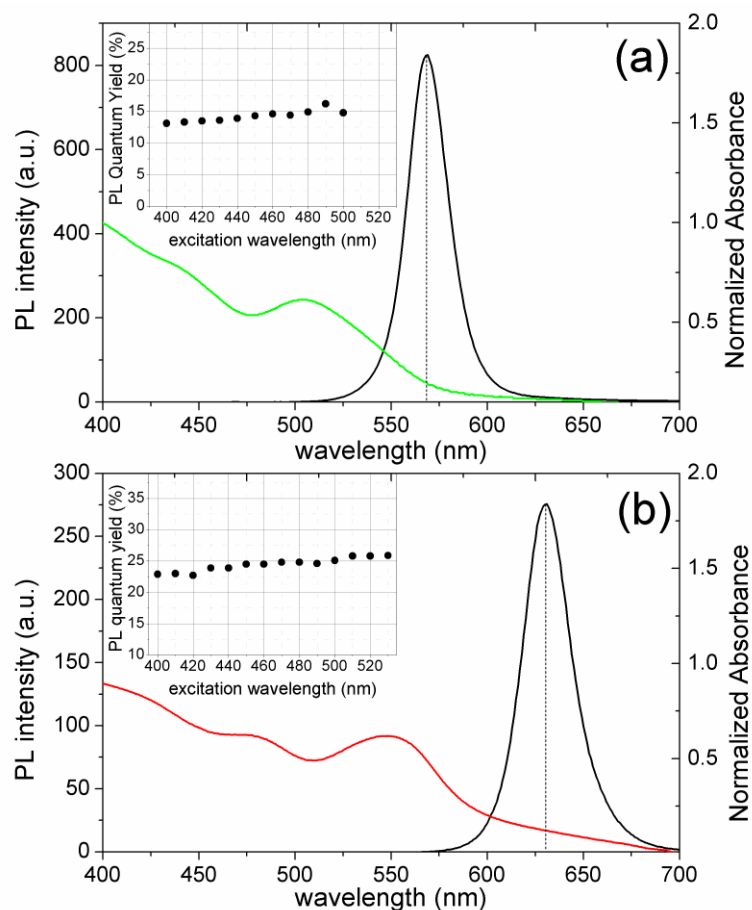 (a)
PL intensity (a.u.)
800
600
400
200
0
Normalized Absorbance
2.0
1.5
1.0
0.5
400 450 500 550 600 650 700
wavelength (nm)
PL Quantum Yield (%)
25
20
15
10
5
0
400 420 440 460 480 500 520
excitation wavelength (nm)
(b)
PL intensity (a.u.)
300
250
200
150
100
50
0
Normalized Absorbance
2.0
1.5
1.0
0.5
400 450 500 550 600 650 700
wavelength (nm)
PL quantum yield (%)
35
30
25
20
15
10
400 420 440 460 480 500 520
excitation wavelength (nm)